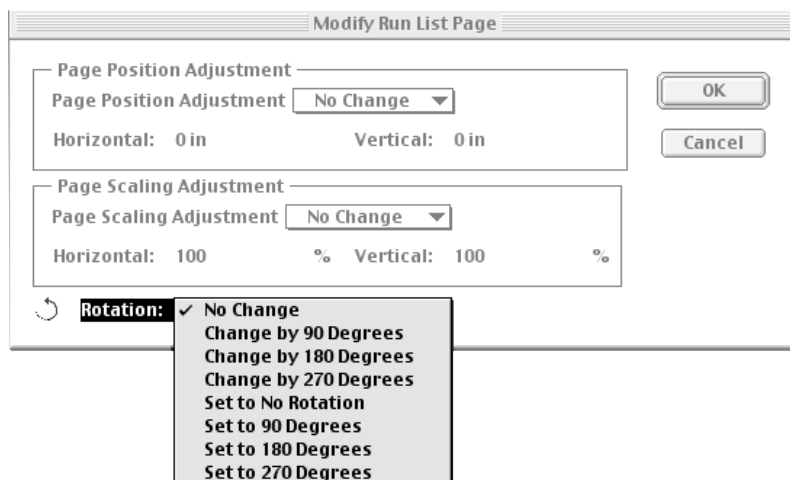 Modify Run List Page
Page Position Adjustment
Page Position Adjustment No Change
OK
Horizontal: 0 in Vertical: 0 in
Cancel
Page Scaling Adjustment
Page Scaling Adjustment No Change
Horizontal: 100 % Vertical: 100 %
Rotation: ✓ No Change
Change by 90 Degrees
Change by 180 Degrees
Change by 270 Degrees
Set to No Rotation
Set to 90 Degrees
Set to 180 Degrees
Set to 270 Degrees